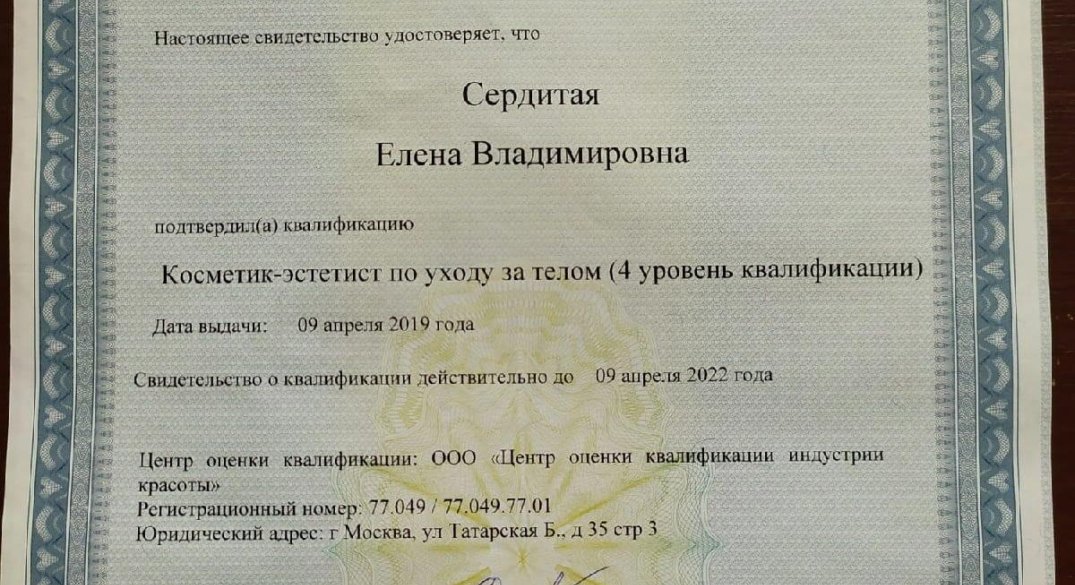 Настоящее свидетельство удостоверяет, что
Сердитая
Елена Владимировна
подтвердил(а) квалификацию
Косметик-эстетист по уходу за телом (4 уровень квалификации)
Дата выдачи: 09 апреля 2019 года
Свидетельство о квалификации действительно до 09 апреля 2022 года
Центр оценки квалификации: ООО «Центр оценки квалификации индустрии
красоты»
Регистрационный номер: 77.049 / 77.049.77.01
Юридический адрес: г Москва, ул Татарская Б., д 35 стр 3